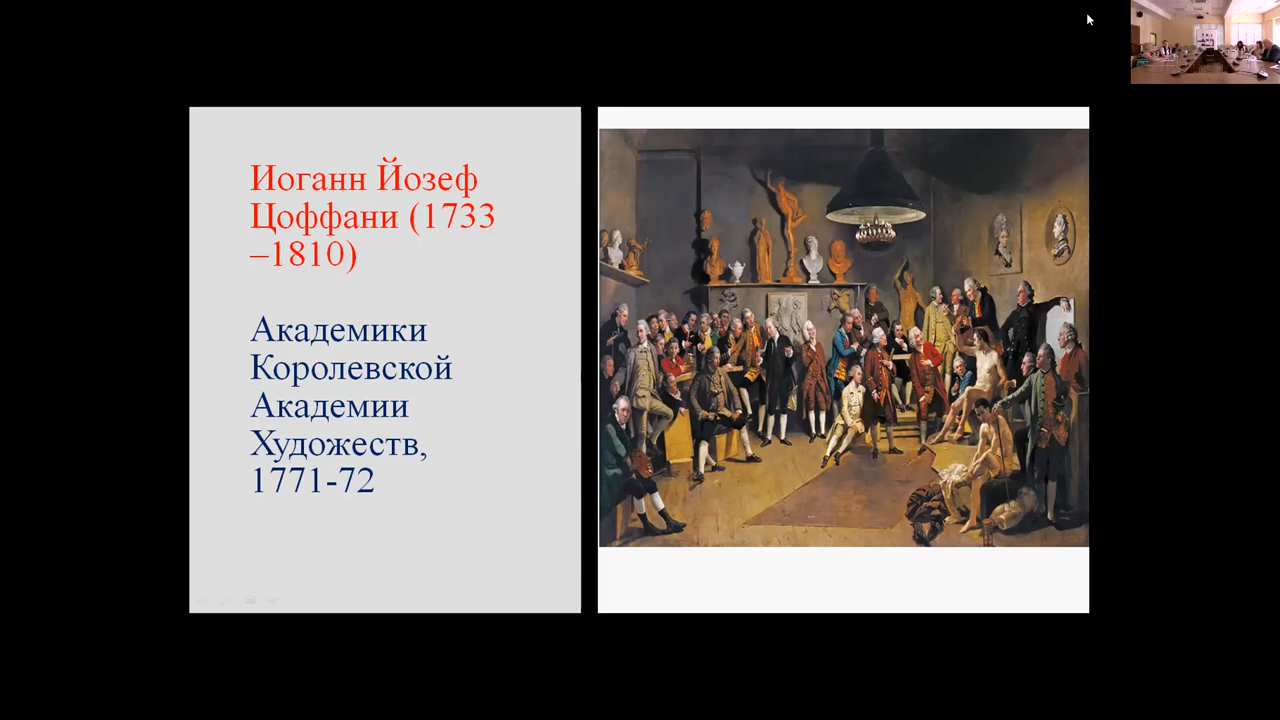 Иоганн Йозеф
Цоффани (1733
–1810)
Академики
Королевской
Академии
Художеств,
1771-72